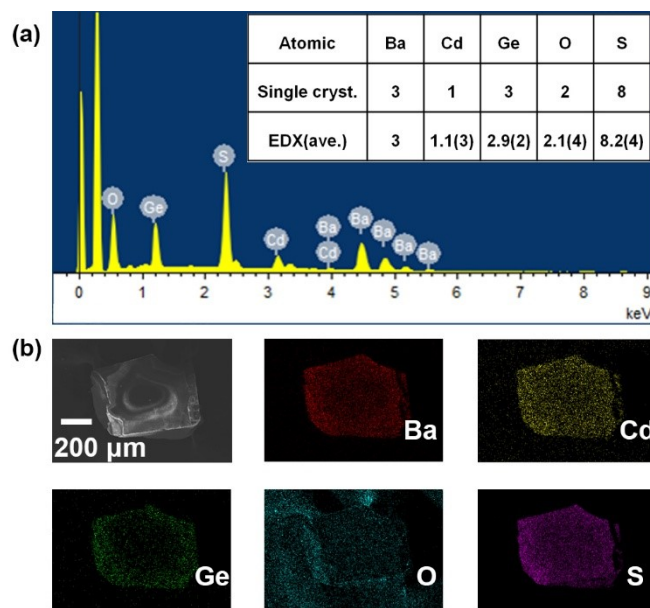 (a)
Atomic Ba Cd Ge O S
Single cryst. 3 1 3 2 8
EDX(ave.) 3 1.1(3) 2.9(2) 2.1(4) 8.2(4)
S
O Ge
Cd Ba Ba Ba Ba Ba
Cd
0 1 2 3 4 5 6 7 8 9
keV
(b)
200 μm
Ba
Cd
Ge
O
S